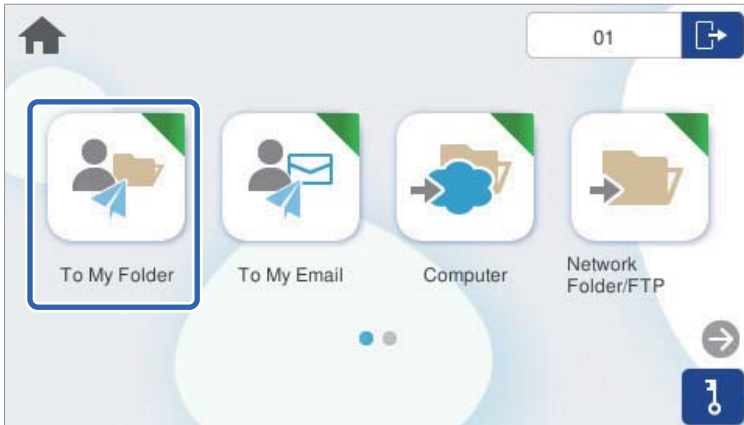 01
To My Folder
To My Email
Computer
Network
Folder/FTP